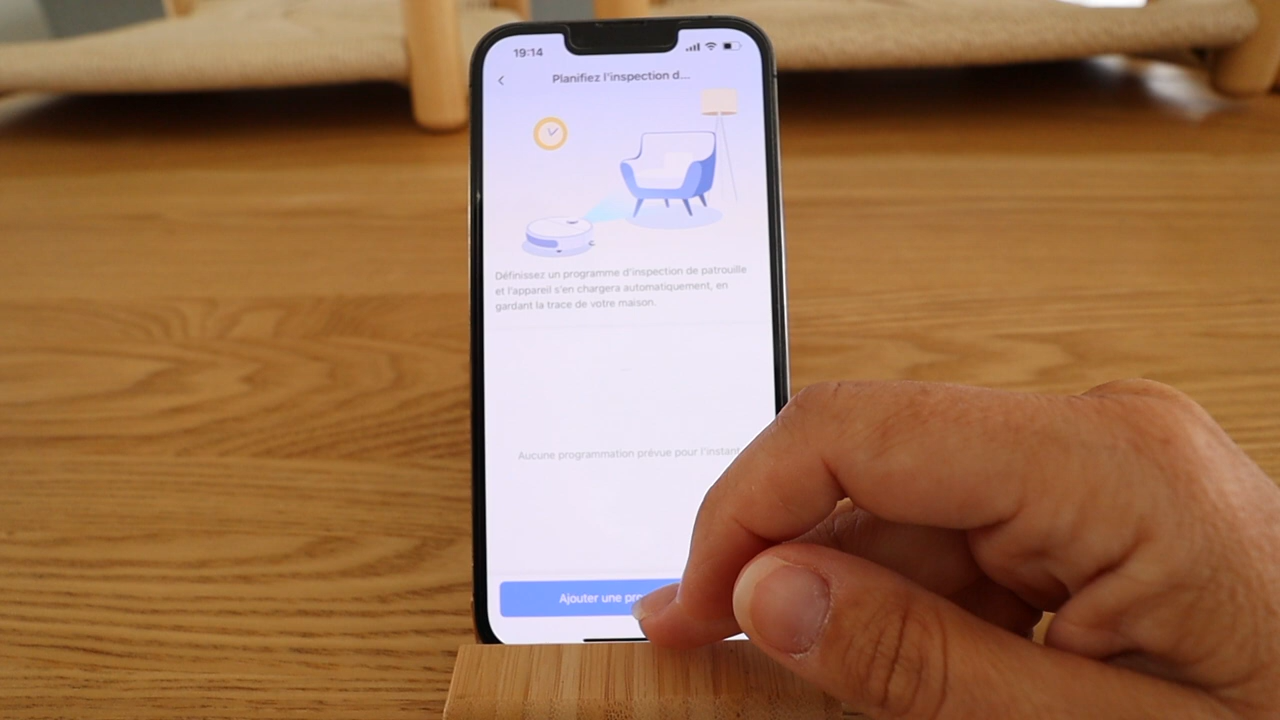 19:14
Planifiez l'inspection d...
Définissez un programme d'inspection de patrouille
et l'appareil s'en chargera automatiquement, en
gardant la trace de votre maison.
Aucune programmation prévue pour l'instant
Ajouter une pro